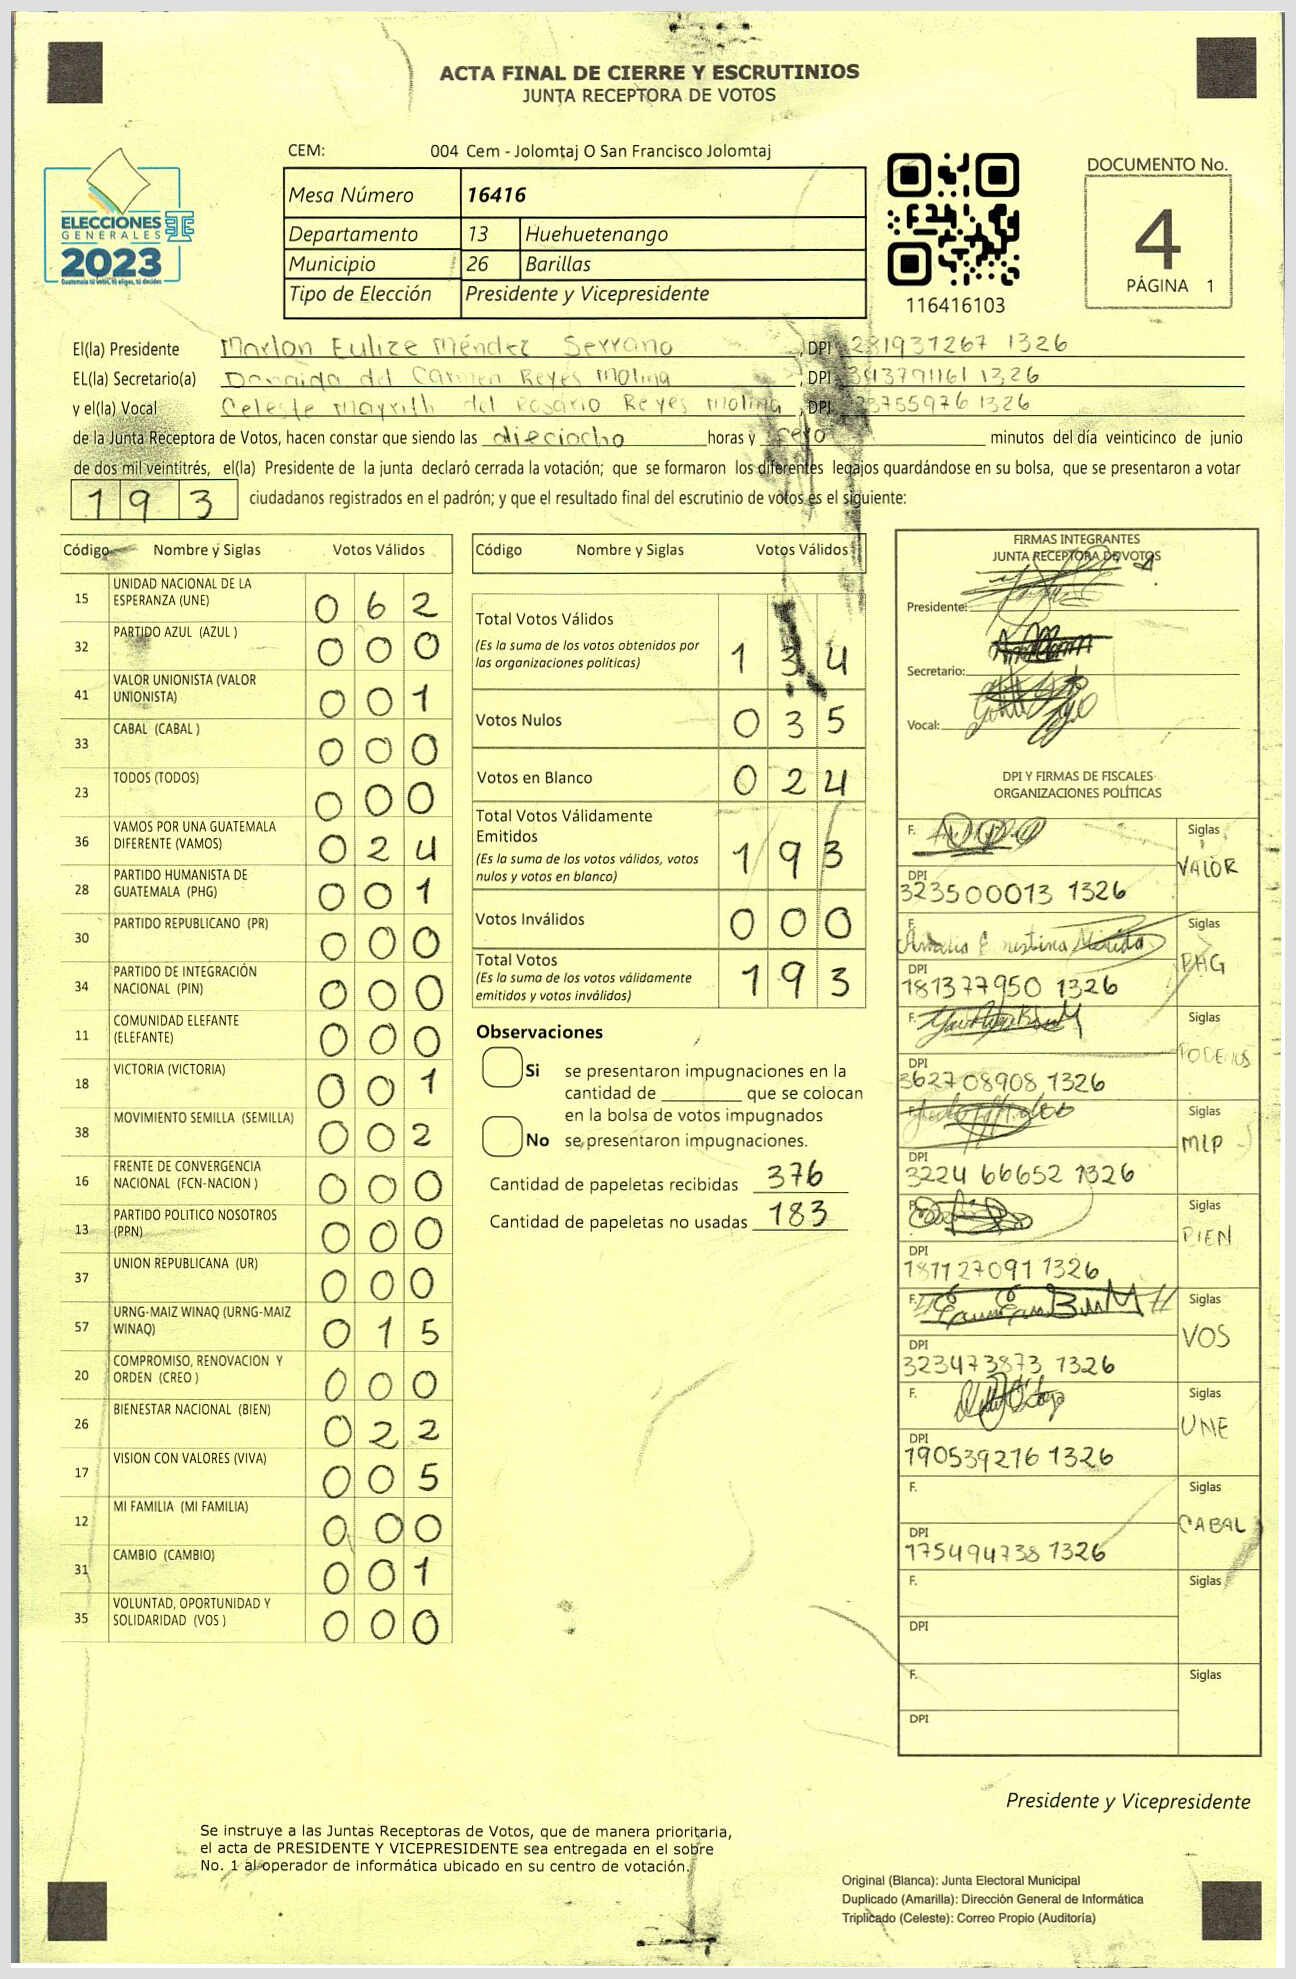 ACTA FINAL DE CIERRE Y ESCRUTINIOS
JUNTA RECEPTORA DE VOTOS
CEM: 004 Cem - Jolomtaj O San Francisco Jolomtaj
Mesa Número 16416
Departamento 13 Huehuetenango
Municipio 26 Barillas
Tipo de Elección Presidente y Vicepresidente
ELECCIONES
GENERALES
2023
Guatemala tú votas, tú eliges, tú decides
116416103
DOCUMENTO No.
4
PÁGINA 1
El(la) Presidente Marlon Eulize Méndez Serrano, DPI 281931267 1326
EL(la) Secretario(a) del Carmen Reyes Molina, DPI 1326
y el(la) Vocal Celeste Mayrith del Rosario Reyes Molina, DPI 1326
de la Junta Receptora de Votos, hacen constar que siendo las dieciocho horas y cero minutos del día veinticinco de junio
de dos mil veintitrés, el(la) Presidente de la junta declaró cerrada la votación; que se formaron los diferentes legajos quardándose en su bolsa, que se presentaron a votar
193 ciudadanos registrados en el padrón; y que el resultado final del escrutinio de votos es el siguiente:
Código Nombre y Siglas Votos Válidos
15 UNIDAD NACIONAL DE LA
ESPERANZA (UNE) 0 6 2
32 PARTIDO AZUL (AZUL ) 0 0 0
41 VALOR UNIONISTA (VALOR
UNIONISTA) 0 0 1
33 CABAL (CABAL ) 0 0 0
23 TODOS (TODOS) 0 0 0
36 VAMOS POR UNA GUATEMALA
DIFERENTE (VAMOS) 0 2 4
28 PARTIDO HUMANISTA DE
GUATEMALA (PHG) 0 0 1
30 PARTIDO REPUBLICANO (PR) 0 0 0
34 PARTIDO DE INTEGRACIÓN
NACIONAL (PIN) 0 0 0
11 COMUNIDAD ELEFANTE
(ELEFANTE) 0 0 0
18 VICTORIA (VICTORIA) 0 0 1
38 MOVIMIENTO SEMILLA (SEMILLA) 0 0 2
16 FRENTE DE CONVERGENCIA
NACIONAL (FCN-NACION ) 0 0 0
13 PARTIDO POLITICO NOSOTROS
(PPN) 0 0 0
37 UNION REPUBLICANA (UR) 0 0 0
57 URNG-MAIZ WINAQ (URNG-MAIZ
WINAQ) 0 1 5
20 COMPROMISO, RENOVACION Y
ORDEN (CREO ) 0 0 0
26 BIENESTAR NACIONAL (BIEN) 0 2 2
17 VISION CON VALORES (VIVA) 0 0 5
12 MI FAMILIA (MI FAMILIA) 0 0 0
31 CAMBIO (CAMBIO) 0 0 1
35 VOLUNTAD, OPORTUNIDAD Y
SOLIDARIDAD (VOS ) 0 0 0
Código Nombre y Siglas Votos Válidos
Total Votos Válidos
(Es la suma de los votos obtenidos por
las organizaciones políticas) 1 3 4
Votos Nulos 0 3 5
Votos en Blanco 0 2 4
Total Votos Válidamente
Emitidos
(Es la suma de los votos válidos, votos
nulos y votos en blanco) 1 9 3
Votos Inválidos 0 0 0
Total Votos
(Es la suma de los votos válidamente
emitidos y votos inválidos) 1 9 3
Observaciones
Si se presentaron impugnaciones en la
cantidad de ________ que se colocan
en la bolsa de votos impugnados
No se presentaron impugnaciones.
Cantidad de papeletas recibidas 376
Cantidad de papeletas no usadas 183
FIRMAS INTEGRANTES
JUNTA RECEPTORA DE VOTOS
Presidente:
Secretario:
Vocal:
DPI Y FIRMAS DE FISCALES
ORGANIZACIONES POLÍTICAS
F. Siglas
VALOR
DPI
323500013 1326
F. Siglas
PHG
DPI
181377950 1326
F. Siglas
PODEMOS
DPI
362708908 1326
F. Siglas
MLP
DPI
3224 66652 1326
F. Siglas
BIEN
DPI
181127091 1326
F. Siglas
VOS
DPI
323473873 1326
F. Siglas
UNE
DPI
190539216 1326
F. Siglas
CABAL
DPI
175494738 1326
F. Siglas
DPI
F. Siglas
DPI
Presidente y Vicepresidente
Se instruye a las Juntas Receptoras de Votos, que de manera prioritaria,
el acta de PRESIDENTE Y VICEPRESIDENTE sea entregada en el sobre
No. 1 al operador de informática ubicado en su centro de votación.
Original (Blanca): Junta Electoral Municipal
Duplicado (Amarilla): Dirección General de Informática
Triplicado (Celeste): Correo Propio (Auditoría)